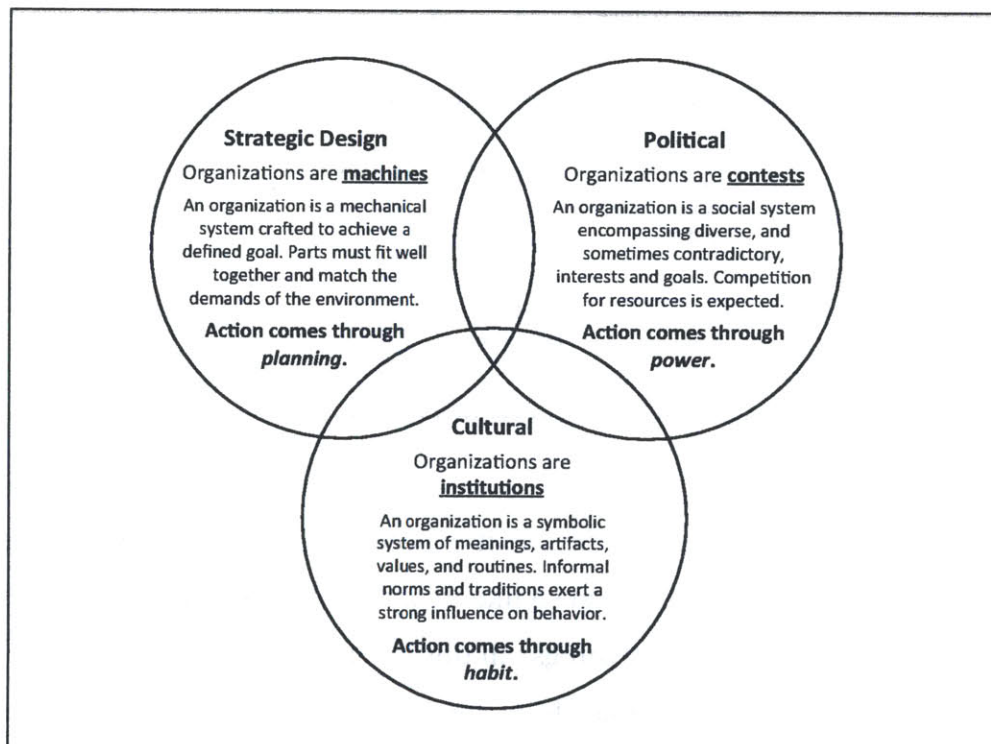 Strategic Design
Organizations are machines
An organization is a mechanical
system crafted to achieve a
defined goal. Parts must fit well
together and match the
demands of the environment.
Action comes through
planning.
Political
Organizations are contests
An organization is a social system
encompassing diverse, and
sometimes contradictory,
interests and goals. Competition
for resources is expected.
Action comes through
power.
Cultural
Organizations are
institutions
An organization is a symbolic
system of meanings, artifacts,
values, and routines. Informal
norms and traditions exert a
strong influence on behavior.
Action comes through
habit.